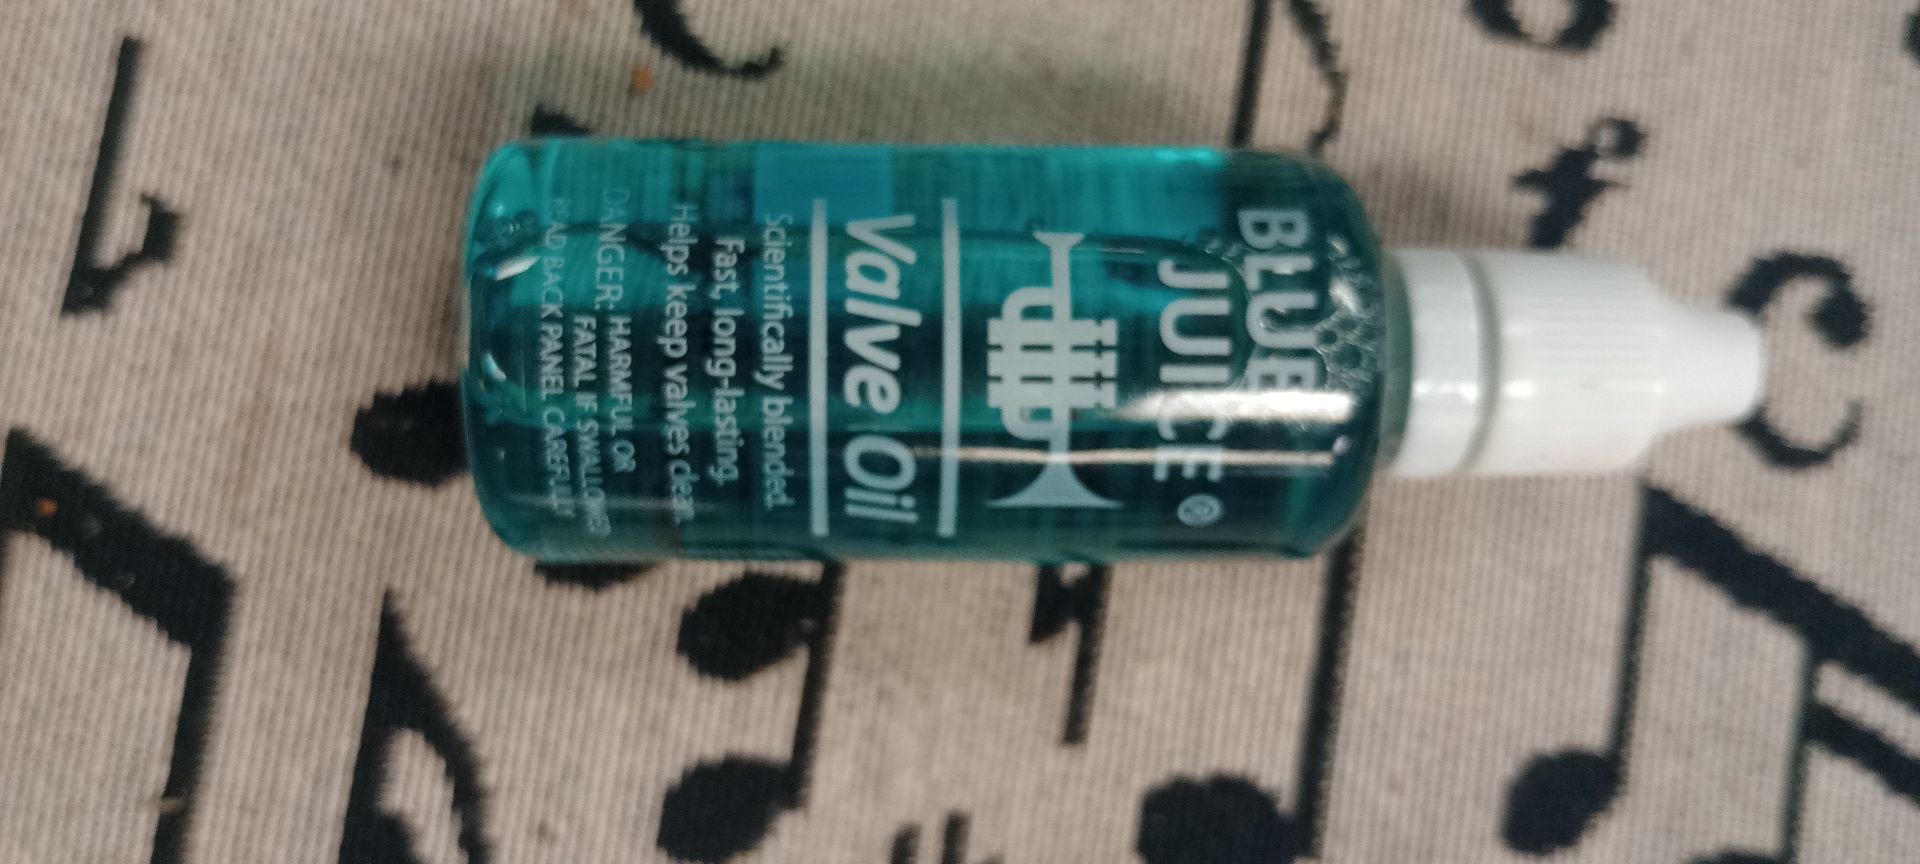 BLUE
JUICE®
Valve Oil
Scientifically blended.
Fast, long-lasting.
Helps keep valves clean.
DANGER: HARMFUL OR
FATAL IF SWALLOWED
READ BACK PANEL CAREFULLY